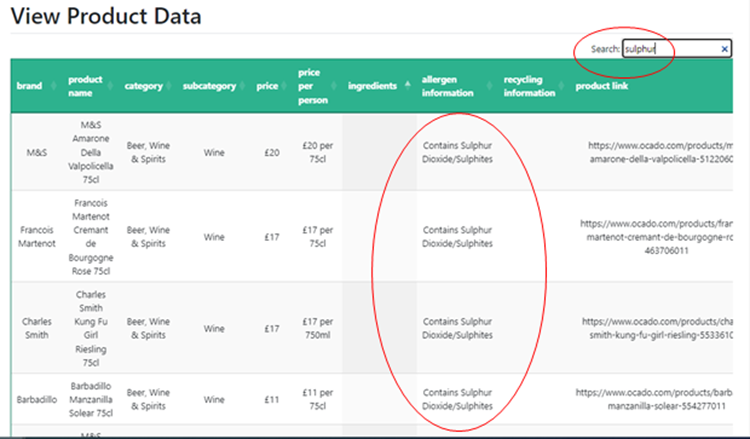 View Product Data
Search: sulphur ×
brand product name category subcategory price price per person ingredients allergen information recycling information product link
M&S
M&S Amarone Della Valpolicella 75cl
Beer, Wine & Spirits
Wine
£20
£20 per 75cl
Contains Sulphur Dioxide/Sulphites
https://www.ocado.com/products/m
amarone-della-valpolicella-5122060
Francois Martenot
Francois Martenot Cremant de Bourgogne Rose 75cl
Beer, Wine & Spirits
Wine
£17
£17 per 75cl
Contains Sulphur Dioxide/Sulphites
https://www.ocado.com/products/fran
martenot-cremant-de-bourgogne-ro
463706011
Charles Smith
Charles Smith Kung Fu Girl Riesling 75cl
Beer, Wine & Spirits
Wine
£17
£17 per 750ml
Contains Sulphur Dioxide/Sulphites
https://www.ocado.com/products/cha
smith-kung-fu-girl-riesling-5533610
Barbadillo
Barbadillo Manzanilla Solear 75cl
Beer, Wine & Spirits
Wine
£11
£11 per 75cl
Contains Sulphur Dioxide/Sulphites
https://www.ocado.com/products/barb
manzanilla-solear-554277011
M&S